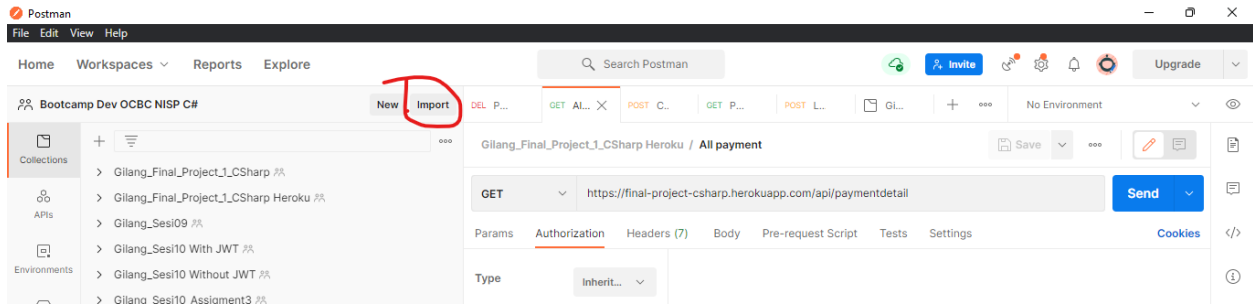 Postman
File Edit View Help
Home Workspaces Reports Explore Search Postman Invite Upgrade
Bootcamp Dev OCBC NISP C# New Import DEL P... GET Al... POST C... GET P... POST L... Gi... No Environment
Collections
APIs
Environments
Gilang_Final_Project_1_CSharp
Gilang_Final_Project_1_CSharp Heroku
Gilang_Sesi09
Gilang_Sesi10 With JWT
Gilang_Sesi10 Without JWT
Gilang_Sesi10 Assigment3
Gilang_Final_Project_1_CSharp Heroku / All payment Save
GET https://final-project-csharp.herokuapp.com/api/paymentdetail Send
Params Authorization Headers (7) Body Pre-request Script Tests Settings Cookies
Type Inherit...